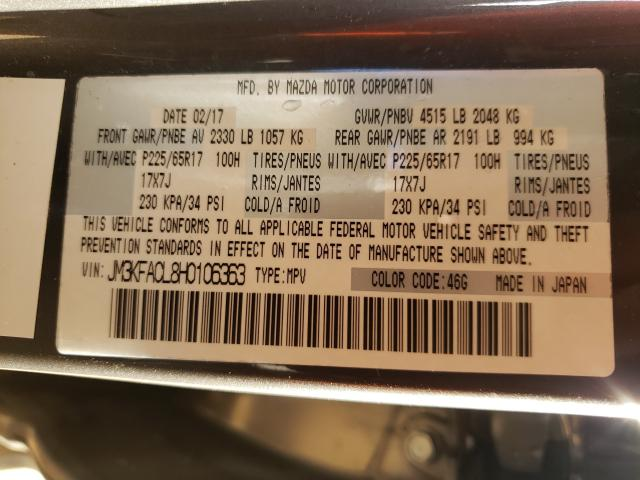 MFD. BY MAZDA MOTOR CORPORATION
DATE 02/17 GVWR/PNBV 4515 LB 2048 KG
FRONT GAWR/PNBE AV 2330 LB 1057 KG REAR GAWR/PNBE AR 2191 LB 994 KG
WITH/AVEC P225/65R17 100H TIRES/PNEUS WITH/AVEC P225/65R17 100H TIRES/PNEUS
17X7J RIMS/JANTES 17X7J RIMS/JANTES
230 KPA/34 PSI COLD/A FROID 230 KPA/34 PSI COLD/A FROID
THIS VEHICLE CONFORMS TO ALL APPLICABLE FEDERAL MOTOR VEHICLE SAFETY AND THEFT
PREVENTION STANDARDS IN EFFECT ON THE DATE OF MANUFACTURE SHOWN ABOVE.
VIN: JM3KFACL8H0106363 TYPE:MPV COLOR CODE:46G MADE IN JAPAN